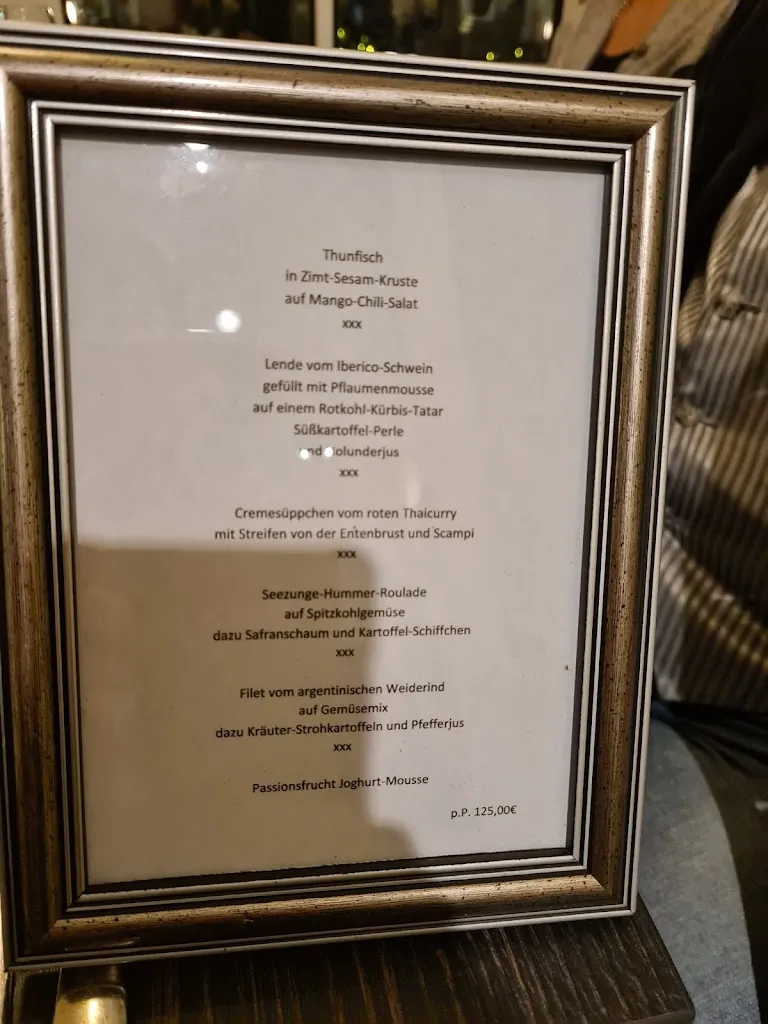 Thunfisch
in Zimt-Sesam-Kruste
auf Mango-Chili-Salat
xxx
Lende vom Iberico-Schwein
gefüllt mit Pflaumenmousse
auf einem Rotkohl-Kürbis-Tatar
Süßkartoffel-Perle
und Holunderjus
xxx
Cremesüppchen vom roten Thaicurry
mit Streifen von der Entenbrust und Scampi
xxx
Seezunge-Hummer-Roulade
auf Spitzkohlgemüse
dazu Safranschaum und Kartoffel-Schiffchen
xxx
Filet vom argentinischen Weiderind
auf Gemüsemix
dazu Kräuter-Strohkartoffeln und Pfefferjus
xxx
Passionsfrucht Joghurt-Mousse
p.P. 125,00€